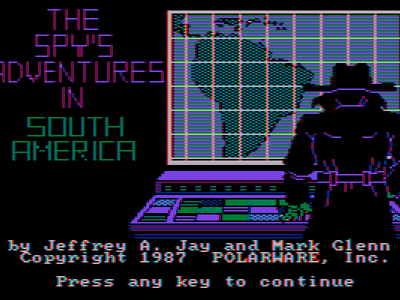 THE
SPY'S
ADVENTURES
IN
SOUTH
AMERICA
by Jeffrey A. Jay and Mark Glenn
Copyright 1987 POLARWARE, Inc.
Press any key to continue